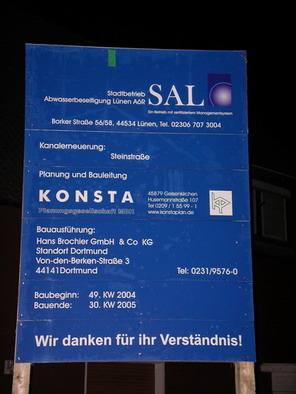 Stadtbetrieb
Abwasserbeseitigung Lünen AöR
SAL
Ein Betrieb mit zertifiziertem Managementsystem
Borker Straße 56/58, 44534 Lünen, Tel. 02306 707 3004
Kanalerneuerung:
Steinstraße
Planung und Bauleitung
KONSTA
Planungsgesellschaft MBH
45879 Gelsenkirchen
Husemannstraße 107
Tel 0209 / 1 55 99 - 1
www.konstaplan.de
Bauausführung:
Hans Brochier GmbH & Co KG
Standort Dortmund
Von-den-Berken-Straße 3
44141Dortmund
Tel: 0231/9576-0
Baubeginn: 49. KW 2004
Bauende: 30. KW 2005
Wir danken für ihr Verständnis!